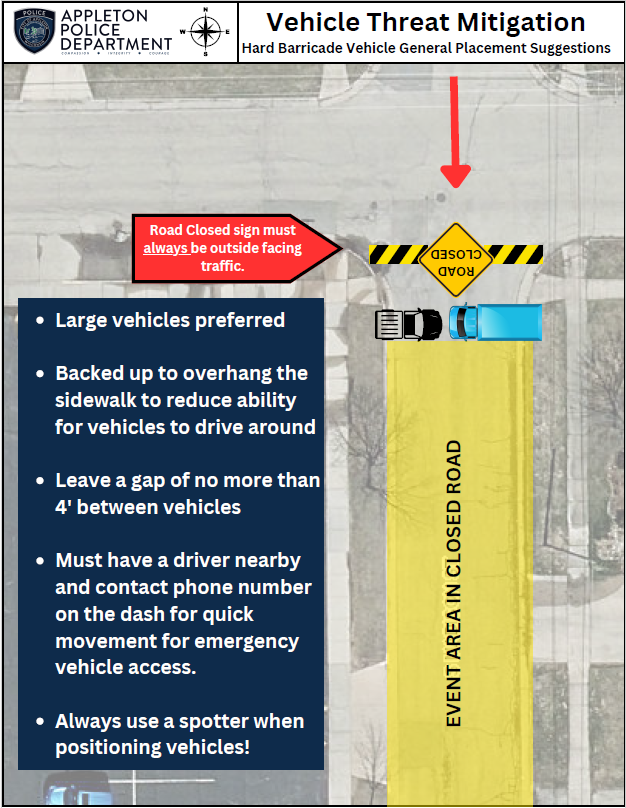 POLICE
APPLETON
POLICE
DEPARTMENT
COMPASSION • INTEGRITY • COURAGE
N
W
E
S
Vehicle Threat Mitigation
Hard Barricade Vehicle General Placement Suggestions
Road Closed sign must
always be outside facing
traffic.
ROAD
CLOSED
• Large vehicles preferred
• Backed up to overhang the
sidewalk to reduce ability
for vehicles to drive around
• Leave a gap of no more than
4' between vehicles
• Must have a driver nearby
and contact phone number
on the dash for quick
movement for emergency
vehicle access.
• Always use a spotter when
positioning vehicles!
EVENT AREA IN CLOSED ROAD